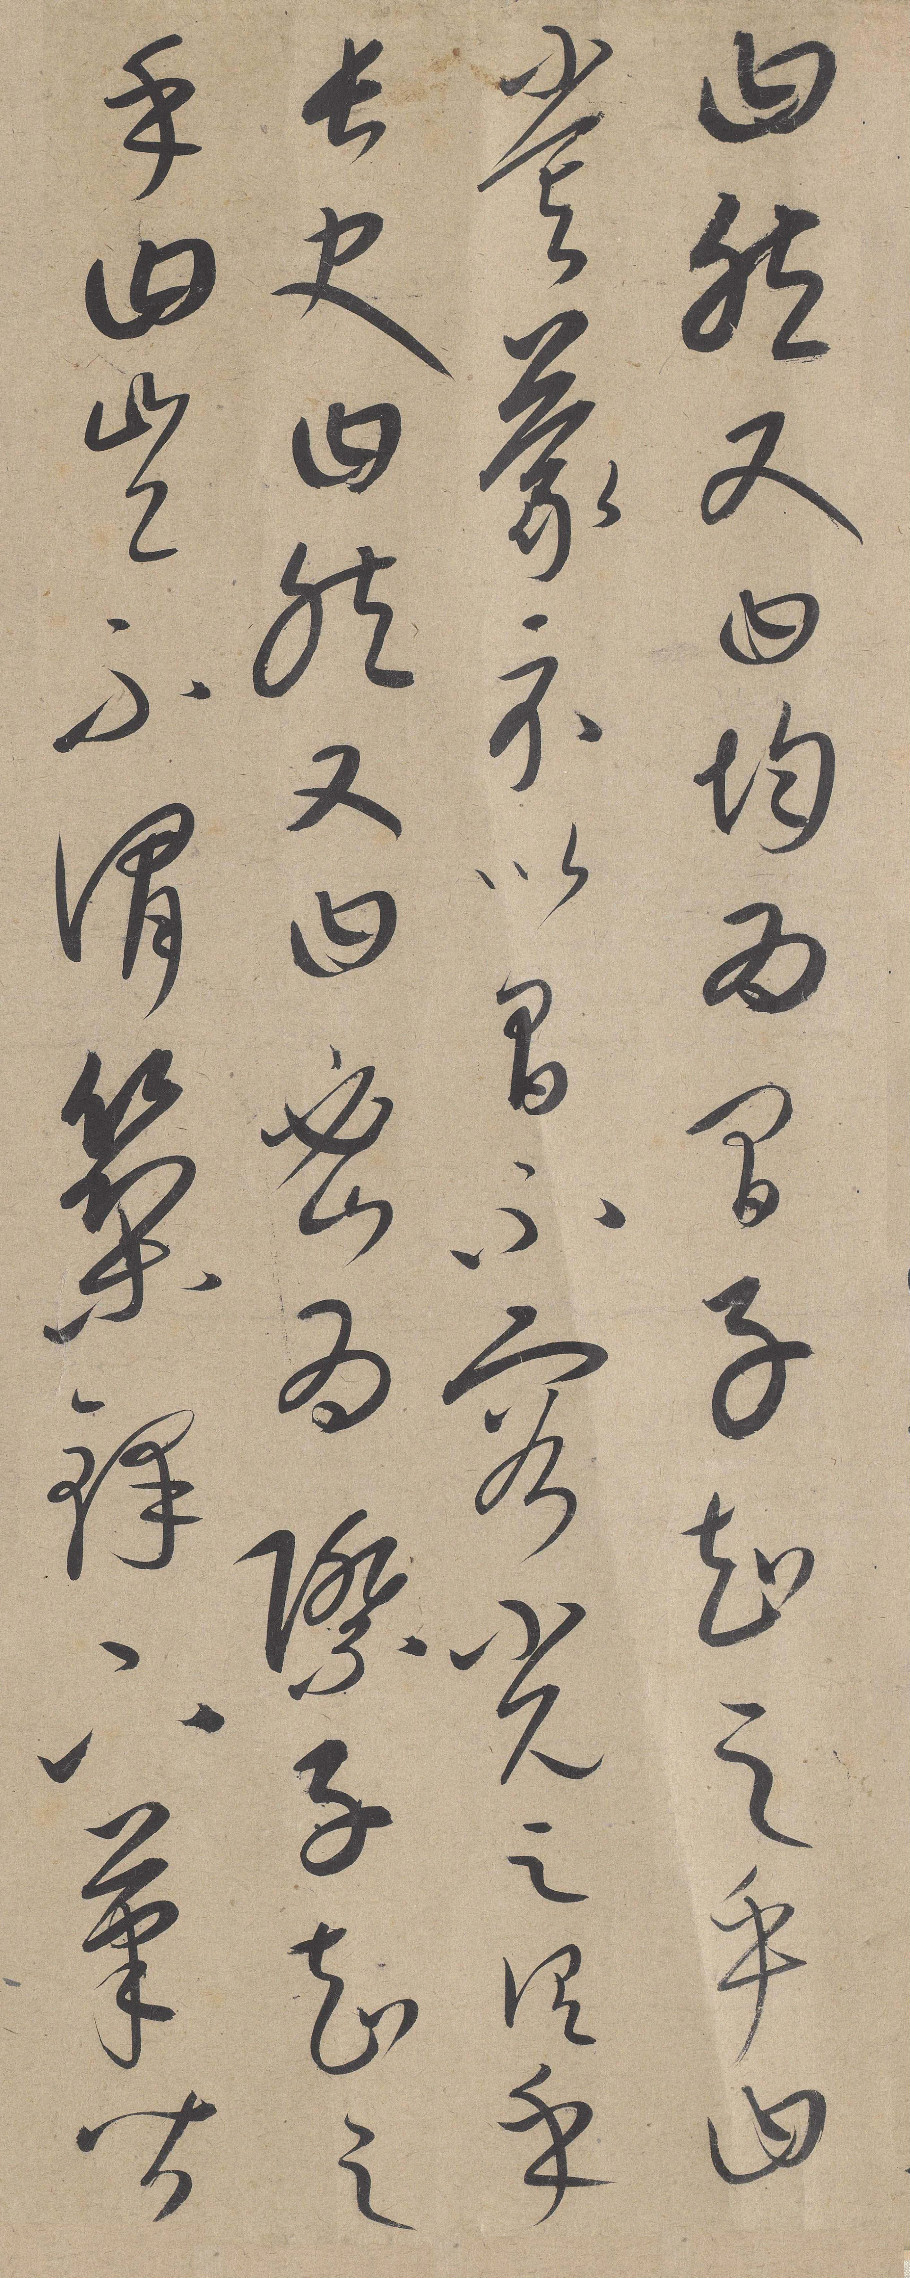 曰然又曰均為間子知之乎曰
嘗蒙示以間不容光之謂乎
長史曰然又曰密為際子知之
乎曰豈不謂築鋒下筆皆